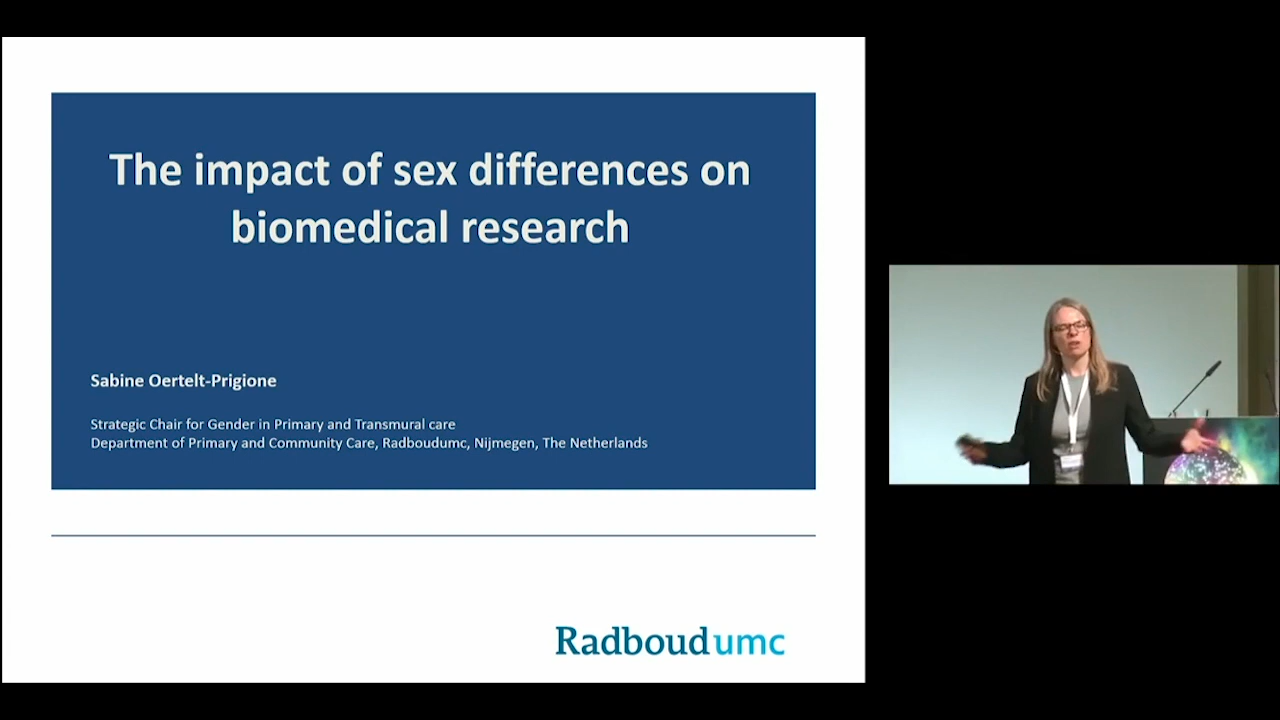 The impact of sex differences on
biomedical research
Sabine Oertelt-Prigione
Strategic Chair for Gender in Primary and Transmural care
Department of Primary and Community Care, Radboudumc, Nijmegen, The Netherlands
Radboudumc